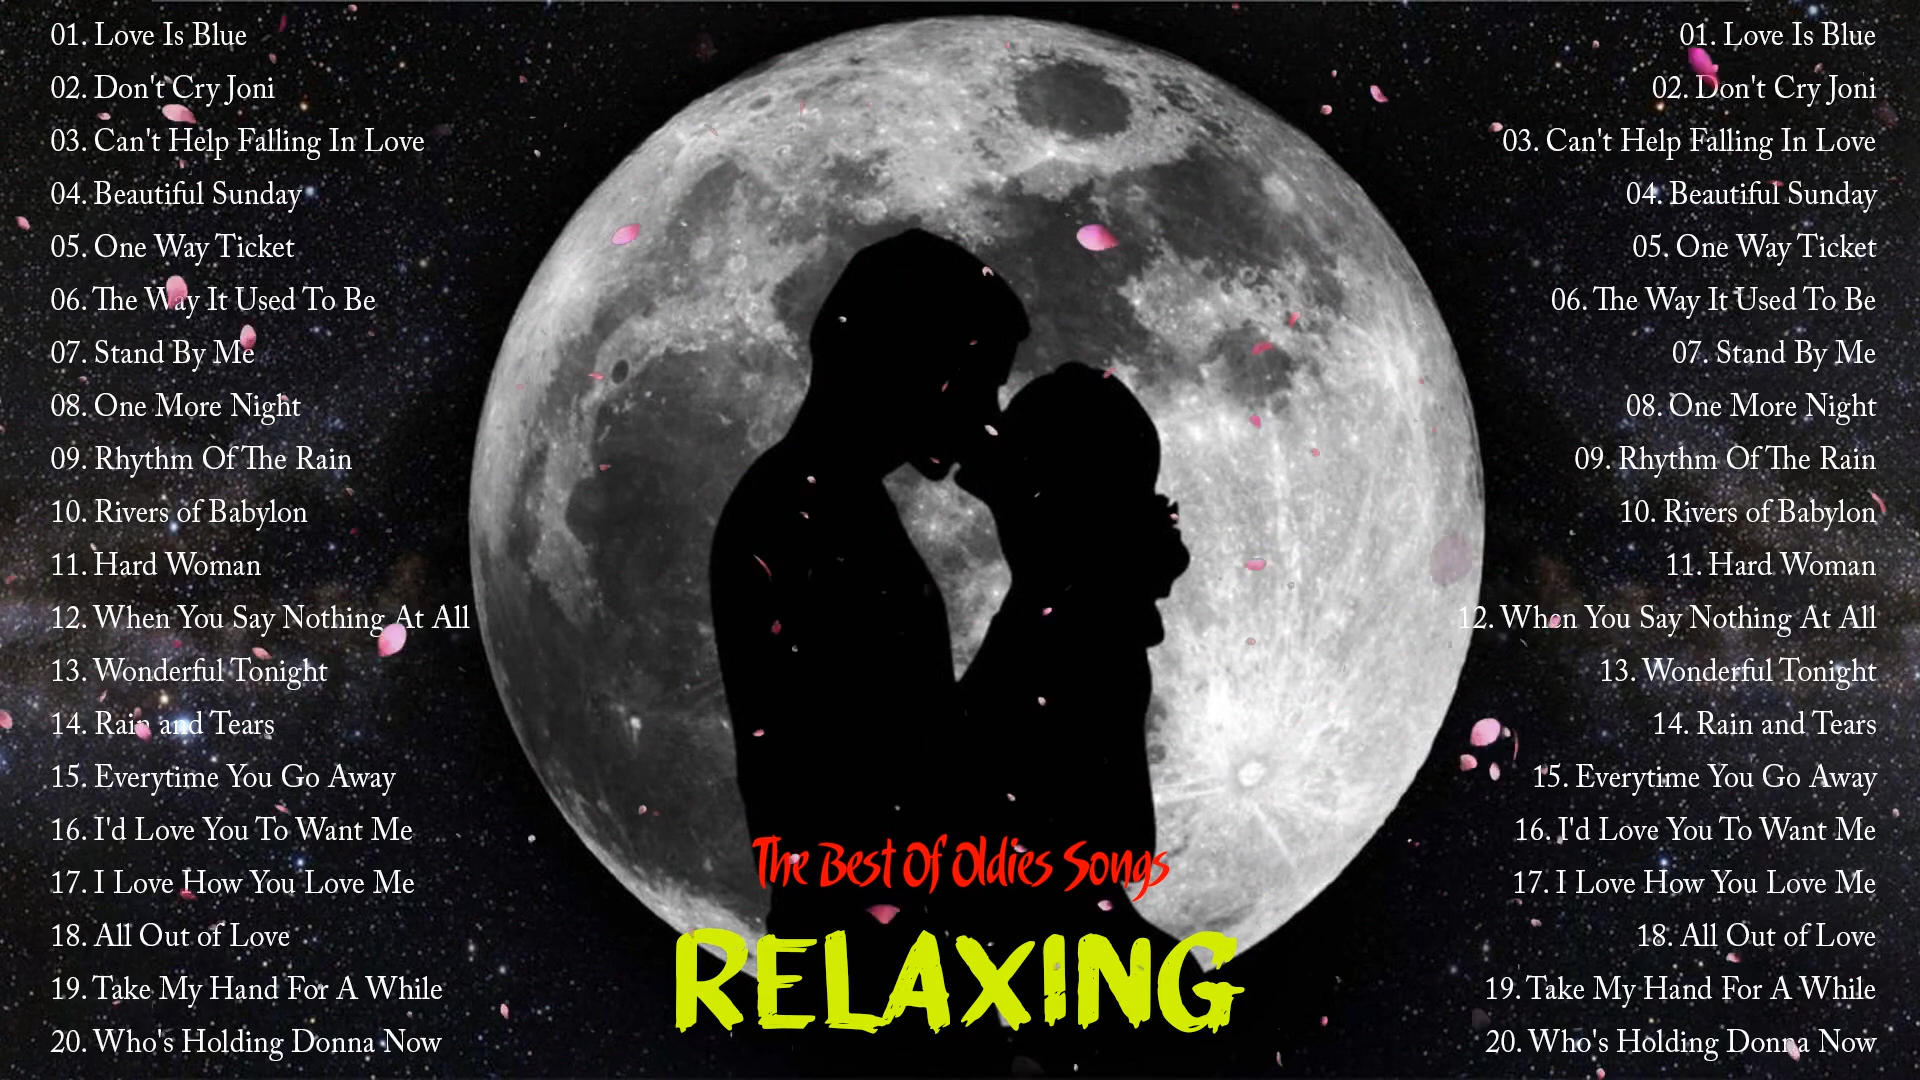 01. Love Is Blue
02. Don't Cry Joni
03. Can't Help Falling In Love
04. Beautiful Sunday
05. One Way Ticket
06. The Way It Used To Be
07. Stand By Me
08. One More Night
09. Rhythm Of The Rain
10. Rivers of Babylon
11. Hard Woman
12. When You Say Nothing At All
13. Wonderful Tonight
14. Rain and Tears
15. Everytime You Go Away
16. I'd Love You To Want Me
17. I Love How You Love Me
18. All Out of Love
19. Take My Hand For A While
20. Who's Holding Donna Now
The Best Of Oldies Songs
RELAXING
01. Love Is Blue
02. Don't Cry Joni
03. Can't Help Falling In Love
04. Beautiful Sunday
05. One Way Ticket
06. The Way It Used To Be
07. Stand By Me
08. One More Night
09. Rhythm Of The Rain
10. Rivers of Babylon
11. Hard Woman
12. When You Say Nothing At All
13. Wonderful Tonight
14. Rain and Tears
15. Everytime You Go Away
16. I'd Love You To Want Me
17. I Love How You Love Me
18. All Out of Love
19. Take My Hand For A While
20. Who's Holding Donna Now